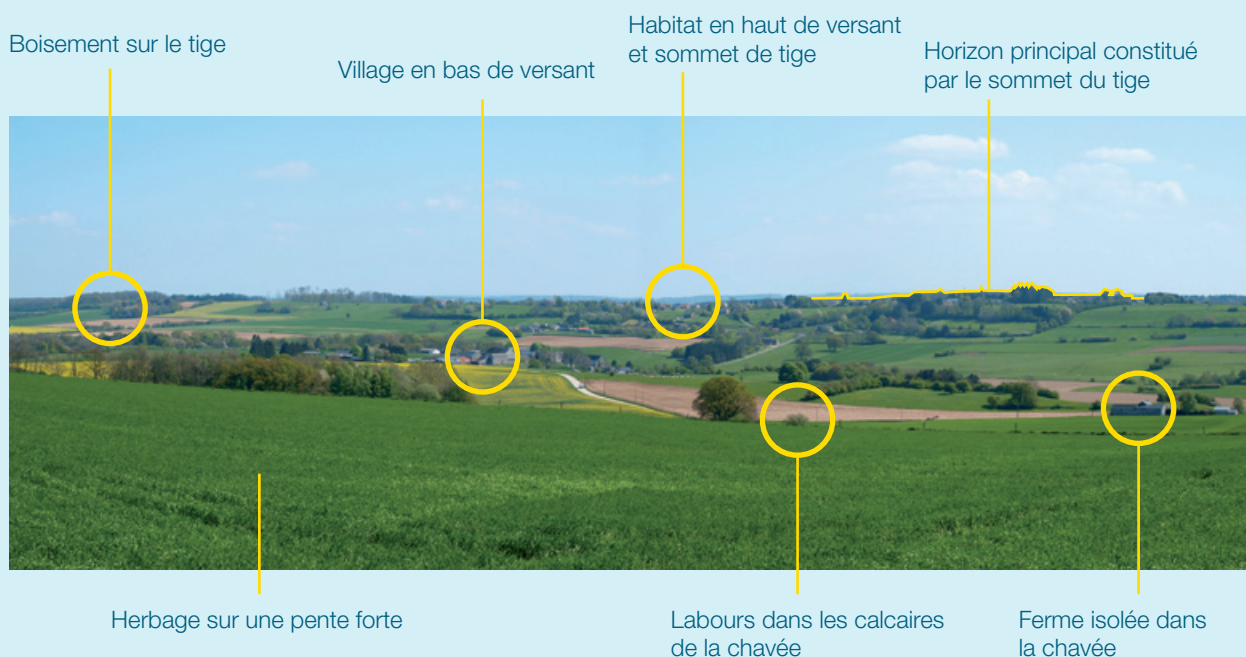 Boisement sur le tige
Village en bas de versant
Habitat en haut de versant
et sommet de tige
Horizon principal constitué
par le sommet du tige
Herbage sur une pente forte
Labours dans les calcaires
de la chavée
Ferme isolée dans
la chavée